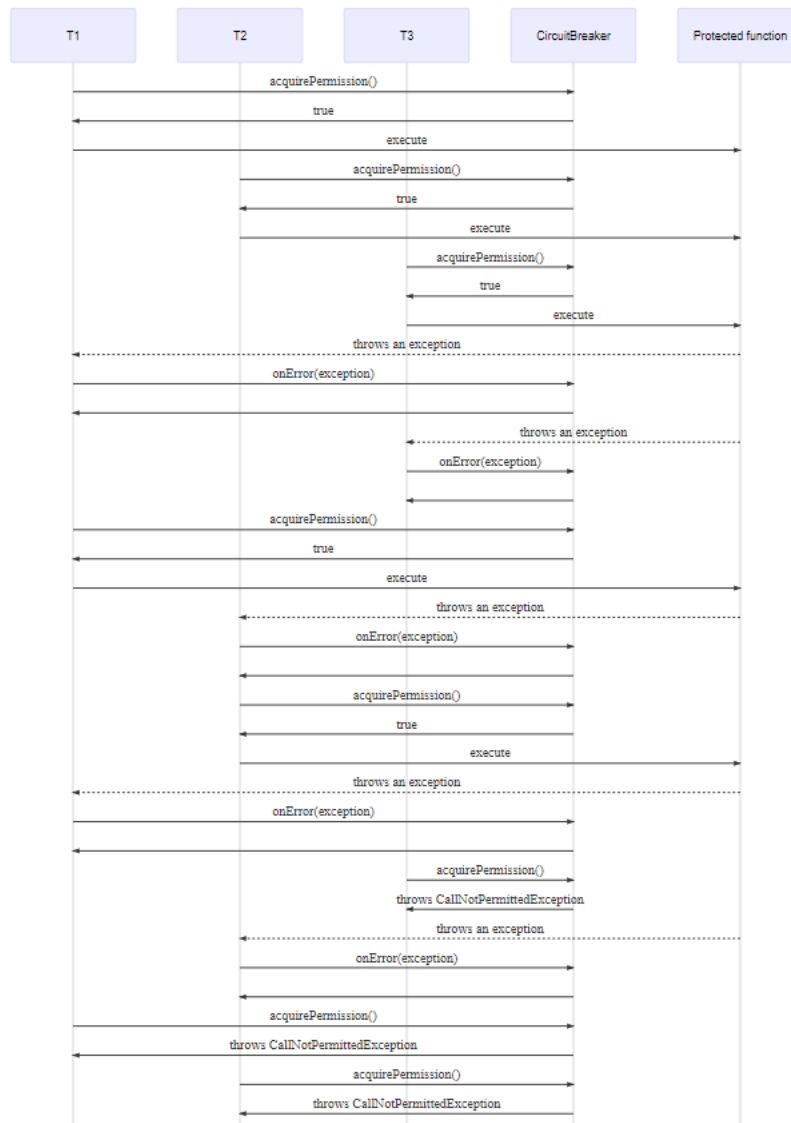 T1
T2
T3
CircuitBreaker
Protected function
acquirePermission()
true
execute
acquirePermission()
true
execute
acquirePermission()
true
execute
throws an exception
onError(exception)
throws an exception
onError(exception)
acquirePermission()
true
execute
throws an exception
onError(exception)
acquirePermission()
true
execute
throws an exception
onError(exception)
acquirePermission()
throws CallNotPermittedException
throws an exception
onError(exception)
acquirePermission()
throws CallNotPermittedException
acquirePermission()
throws CallNotPermittedException